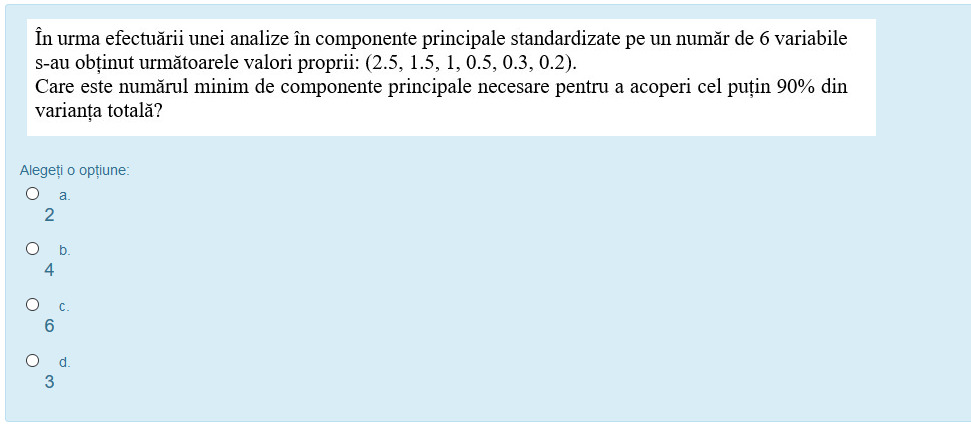 În urma efectuării unei analize în componente principale standardizate pe un număr de 6 variabile
s-au obținut următoarele valori proprii: (2.5, 1.5, 1, 0.5, 0.3, 0.2).
Care este numărul minim de componente principale necesare pentru a acoperi cel puțin 90% din
varianța totală?
Alegeți o opțiune:
a.
2
b.
4
c.
6
d.
3